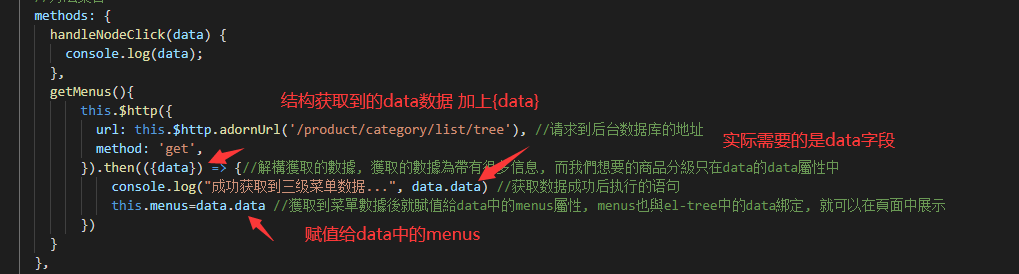 methods: {
handleNodeClick(data) {
console.log(data);
},
getMenus(){
结构获取到的data数据 加上{data}
this.$http({
url: this.$http.adornUrl('/product/category/list/tree'), //请求到后台数据库的地址
method: 'get',
实际需要的是data字段
}).then(({data}) => {//解構獲取的數據, 獲取的數據為帶有很多信息, 而我們想要的商品分級只在data的data屬性中
console.log("成功获取到三级菜单数据...", data.data) //获取数据成功后执行的语句
this.menus=data.data //獲取到菜單數據後就賦值給data中的menus屬性, menus也與el-tree中的data綁定, 就可以在頁面中展示
})
赋值给data中的menus
}
},